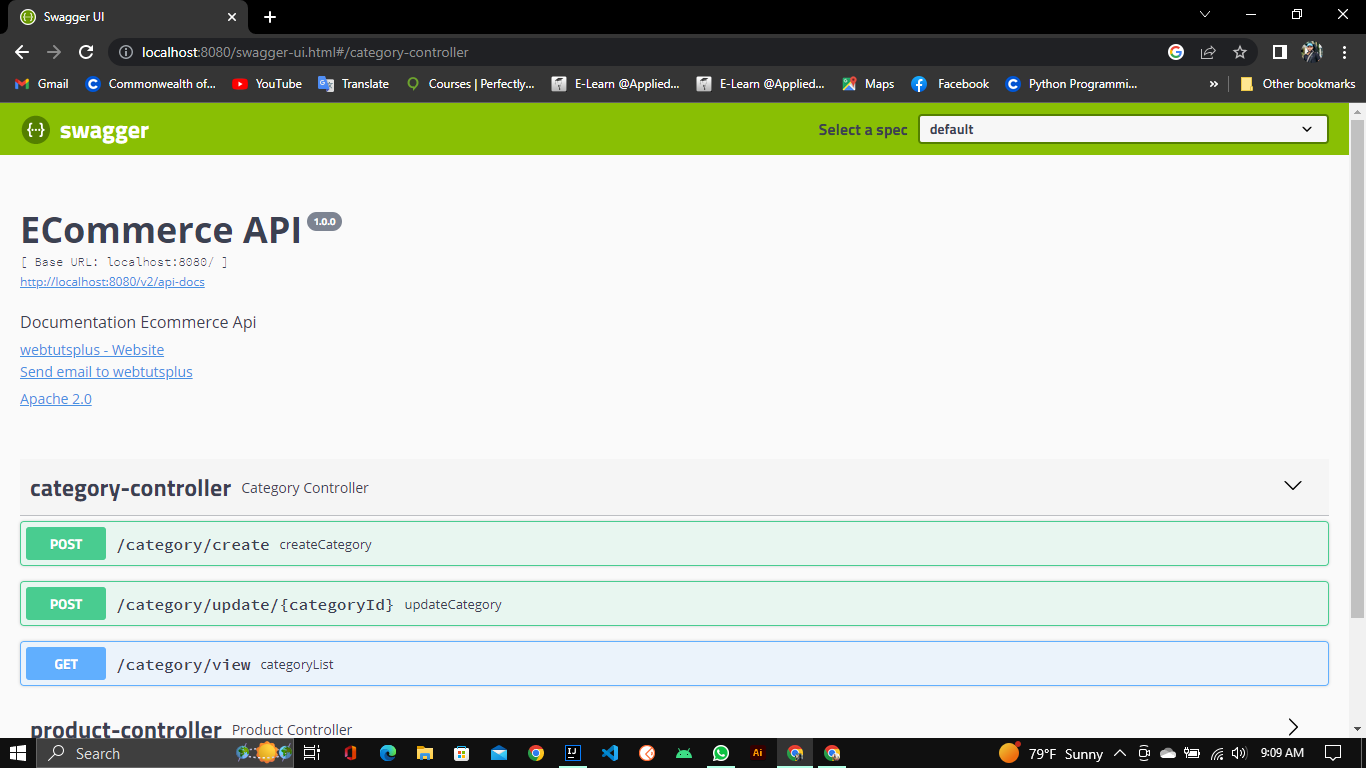 Swagger UI
localhost:8080/swagger-ui.html#/category-controller
Gmail
Commonwealth of...
YouTube
Translate
Courses | Perfectly...
E-Learn @Applied...
E-Learn @Applied...
Maps
Facebook
Python Programmi...
»
Other bookmarks
{··}
swagger
Select a spec
default
ECommerce API 1.0.0
[ Base URL: localhost:8080/ ]
http://localhost:8080/v2/api-docs
Documentation Ecommerce Api
webtutsplus - Website
Send email to webtutsplus
Apache 2.0
category-controller Category Controller
POST /category/create createCategory
POST /category/update/{categoryId} updateCategory
GET /category/view categoryList
product-controller Product Controller
Search
IJ
Ai
79°F Sunny
9:09 AM